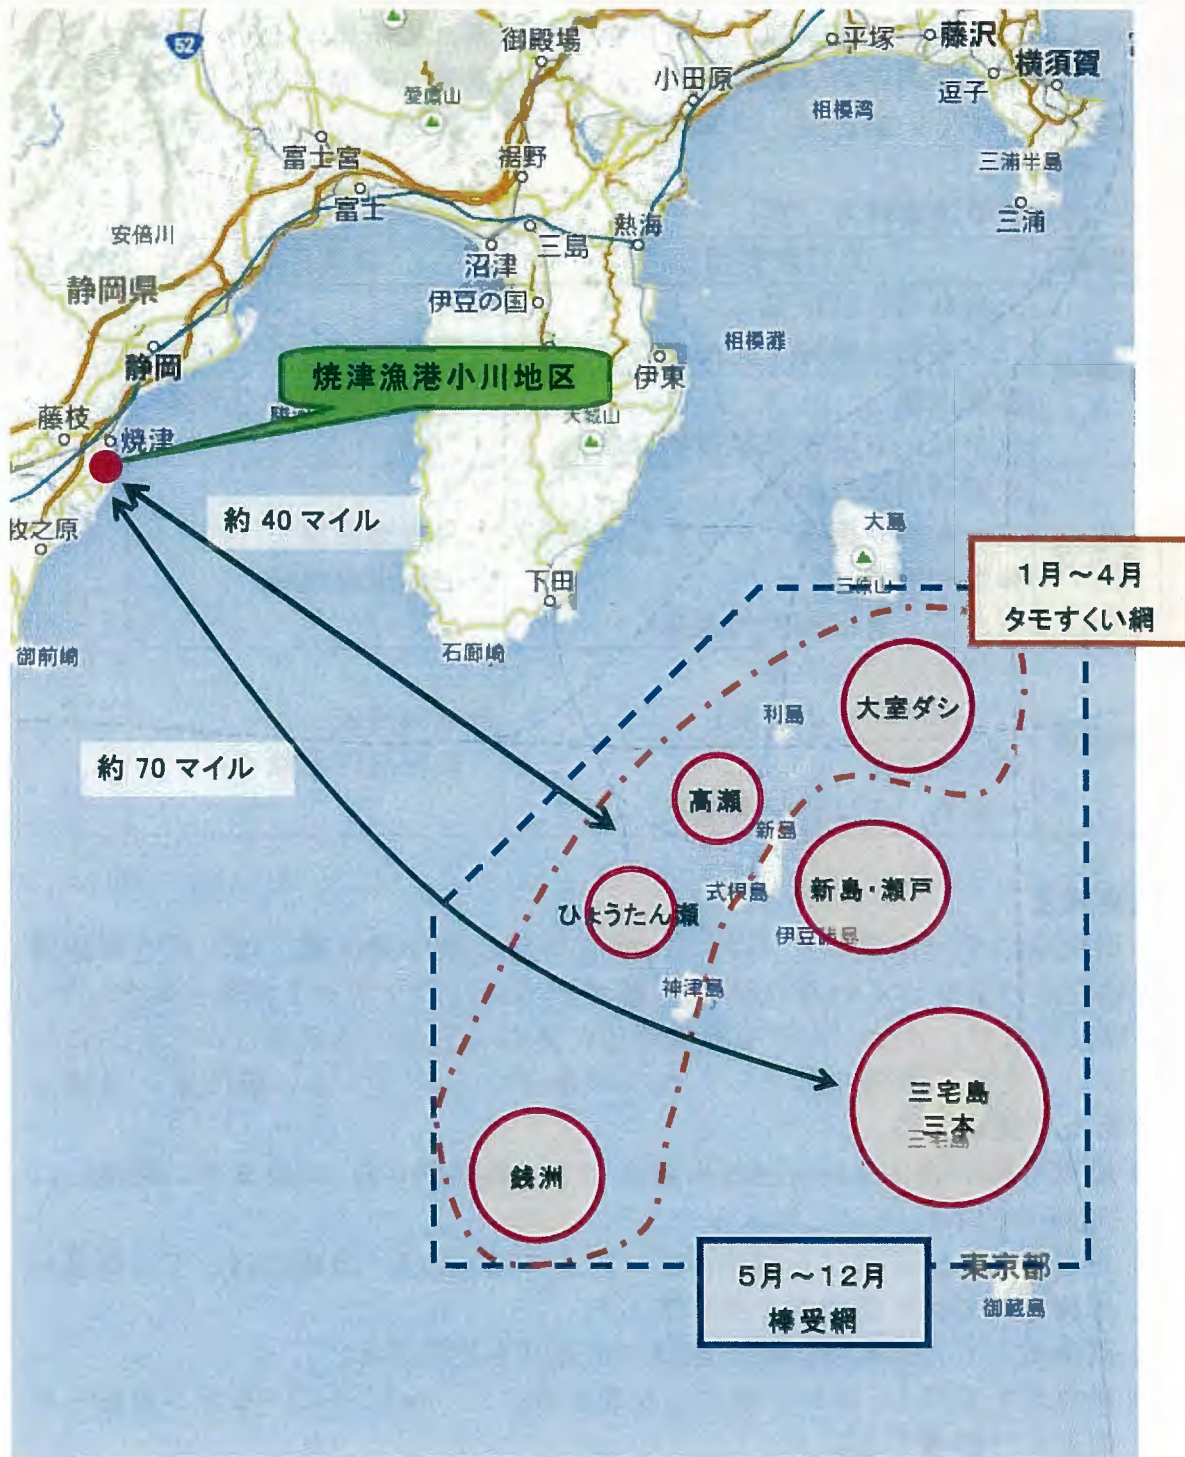 52
御殿場
平塚
藤沢
横須賀
小田原
逗子
愛鷹山
相模湾
富士宮
裾野
三浦半島
富士
三浦
安倍川
熱海
三島
沼津
静岡県
伊豆の国
相模灘
静岡
焼津漁港小川地区
伊東
藤枝
天城山
焼津
約 40 マイル
牧之原
大島
1月～4月
タモすくい網
下田
三原山
御前崎
石廊崎
大室ダシ
利島
約 70 マイル
高瀬
新島
新島・瀬戸
式根島
ひょうたん瀬
伊豆諸島
神津島
三宅島
三本
三宅島
銭洲
東京都
5月～12月
棒受網
御蔵島